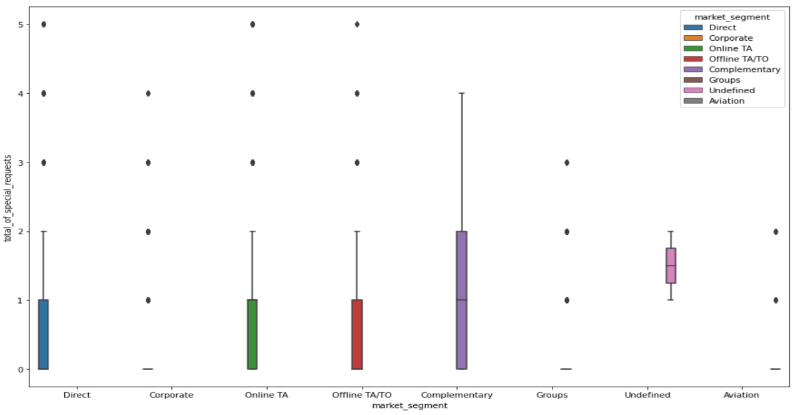 5
4
3
2
1
0
total_of_special_requests
Direct
Corporate
Online TA
Offline TA/TO
Complementary
Groups
Undefined
Aviation
market_segment
market_segment
Direct
Corporate
Online TA
Offline TA/TO
Complementary
Groups
Undefined
Aviation